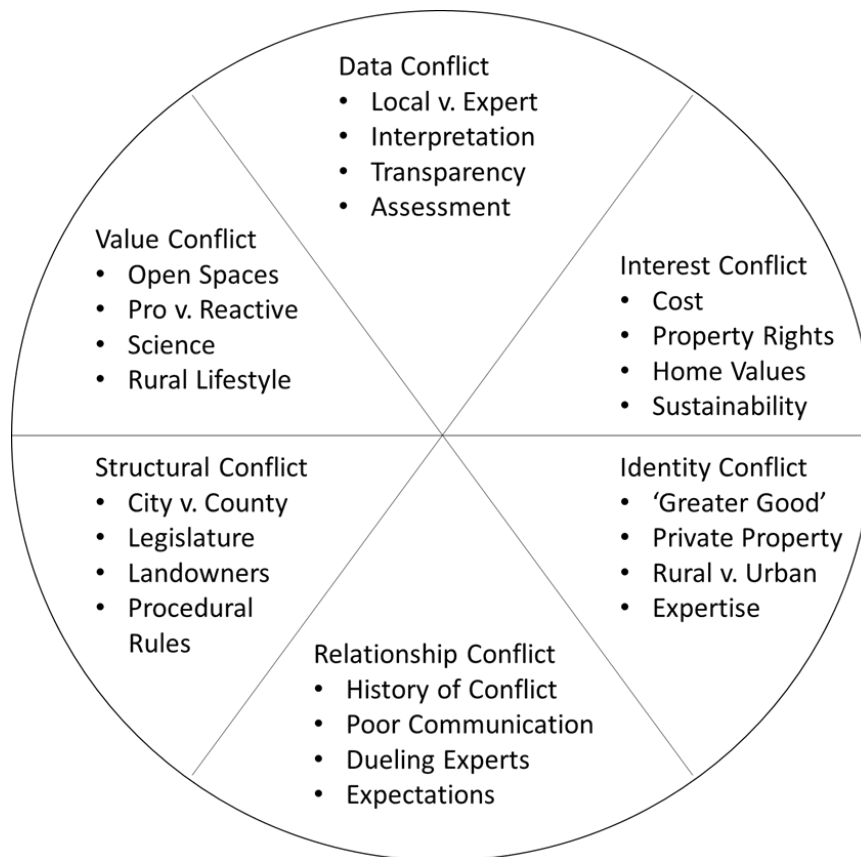 Data Conflict
• Local v. Expert
• Interpretation
• Transparency
• Assessment
Interest Conflict
• Cost
• Property Rights
• Home Values
• Sustainability
Identity Conflict
• ‘Greater Good’
• Private Property
• Rural v. Urban
• Expertise
Relationship Conflict
• History of Conflict
• Poor Communication
• Dueling Experts
• Expectations
Structural Conflict
• City v. County
• Legislature
• Landowners
• Procedural
Rules
Value Conflict
• Open Spaces
• Pro v. Reactive
• Science
• Rural Lifestyle